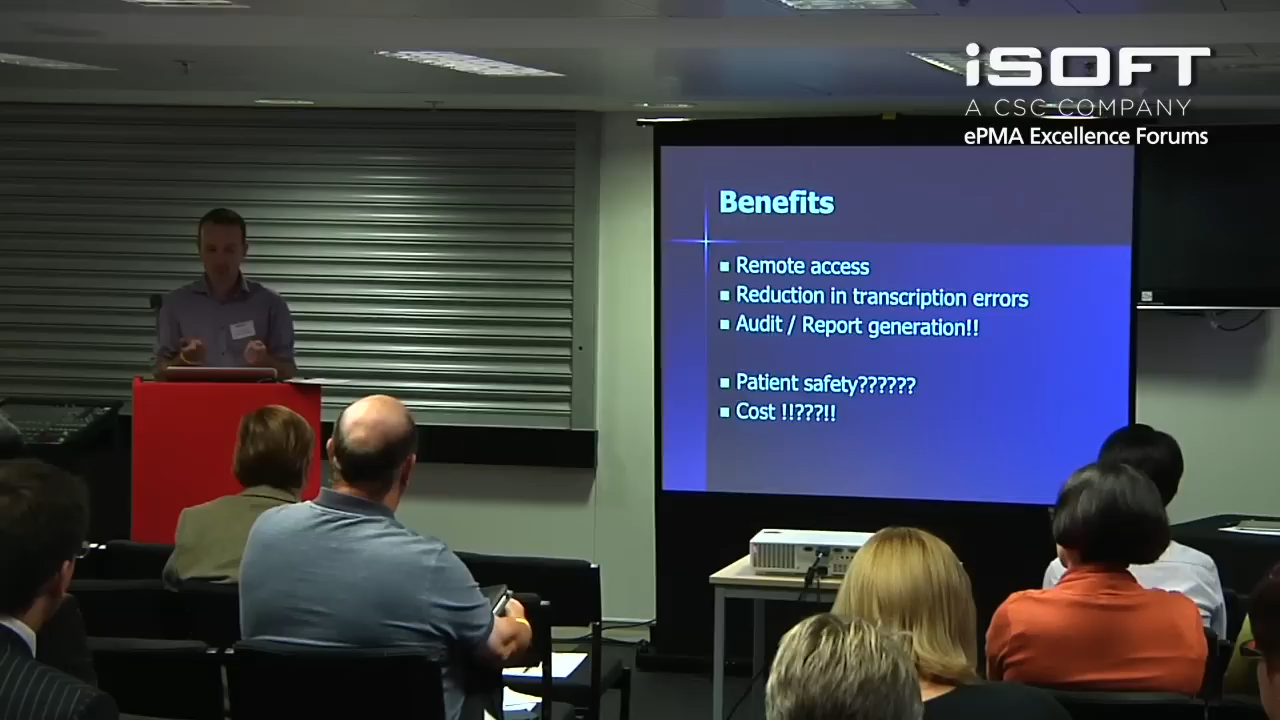 iSOFT
A CSC COMPANY
ePMA Excellence Forums
Benefits
Remote access
Reduction in transcription errors
Audit / Report generation!!
Patient safety??????
Cost !!???!!